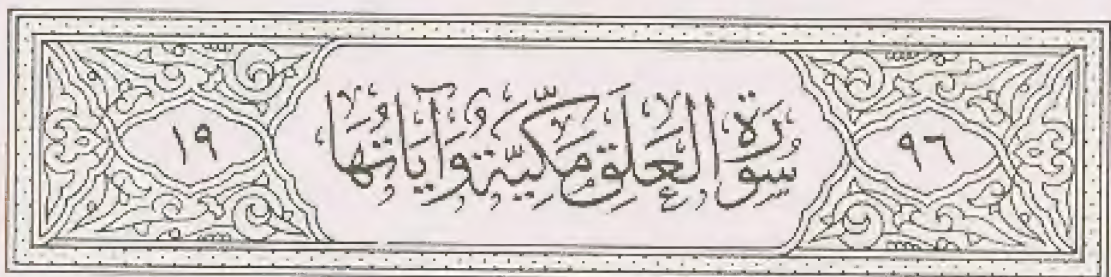 ٩٦ سُورَةُ العَلَقِ مَكِّيَّة وَآيَاتُهَا ١٩